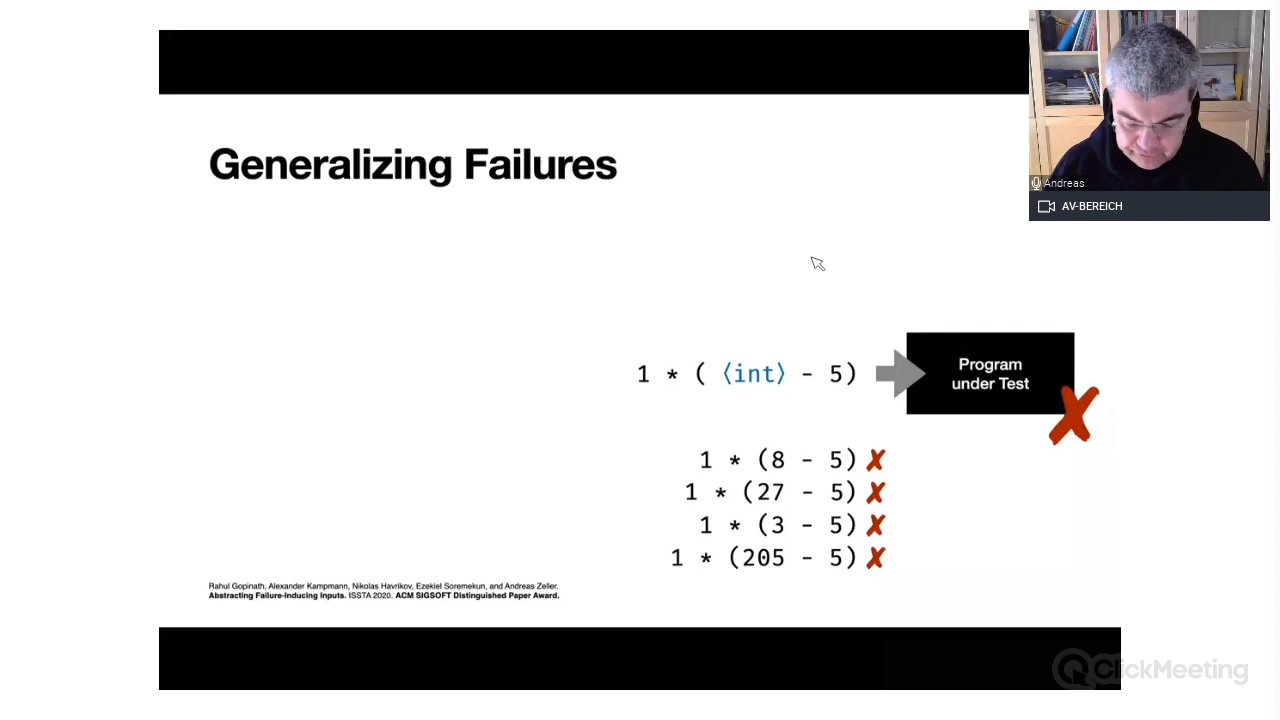 Generalizing Failures
Andreas
AV-BEREICH
1 * ( ⟨int⟩ - 5)
Program
under Test
1 * (8 - 5) ✘
1 * (27 - 5) ✘
1 * (3 - 5) ✘
1 * (205 - 5) ✘
Rahul Gopinath, Alexander Kampmann, Nikolas Havrikov, Ezekiel Soremekun, and Andreas Zeller.
Abstracting Failure-Inducing Inputs. ISSTA 2020. ACM SIGSOFT Distinguished Paper Award.
ClickMeeting